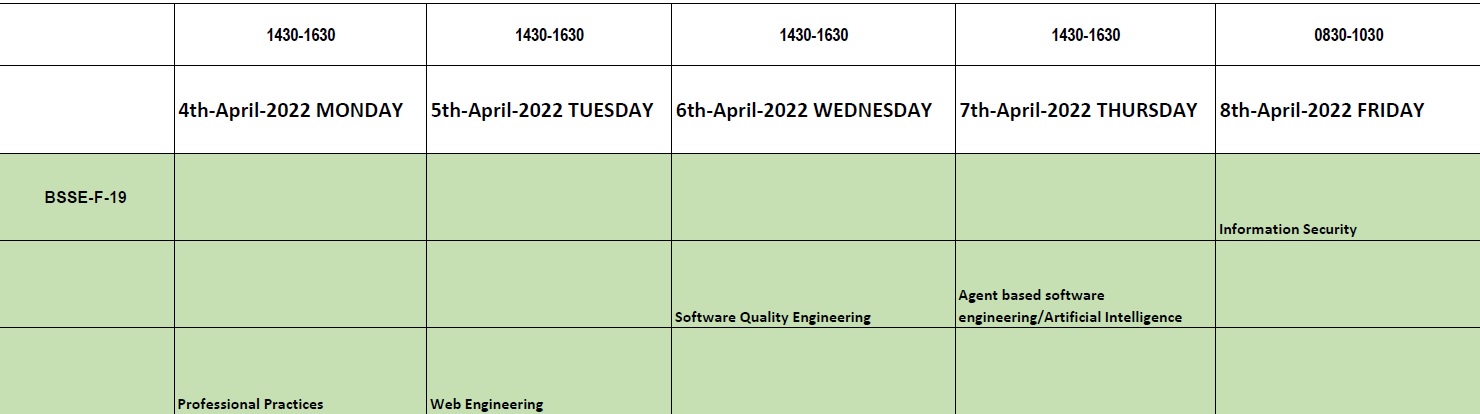 1430-1630 1430-1630 1430-1630 1430-1630 0830-1030
4th-April-2022 MONDAY 5th-April-2022 TUESDAY 6th-April-2022 WEDNESDAY 7th-April-2022 THURSDAY 8th-April-2022 FRIDAY
BSSE-F-19
Information Security
Agent based software
Software Quality Engineering engineering/Artificial Intelligence
Professional Practices Web Engineering